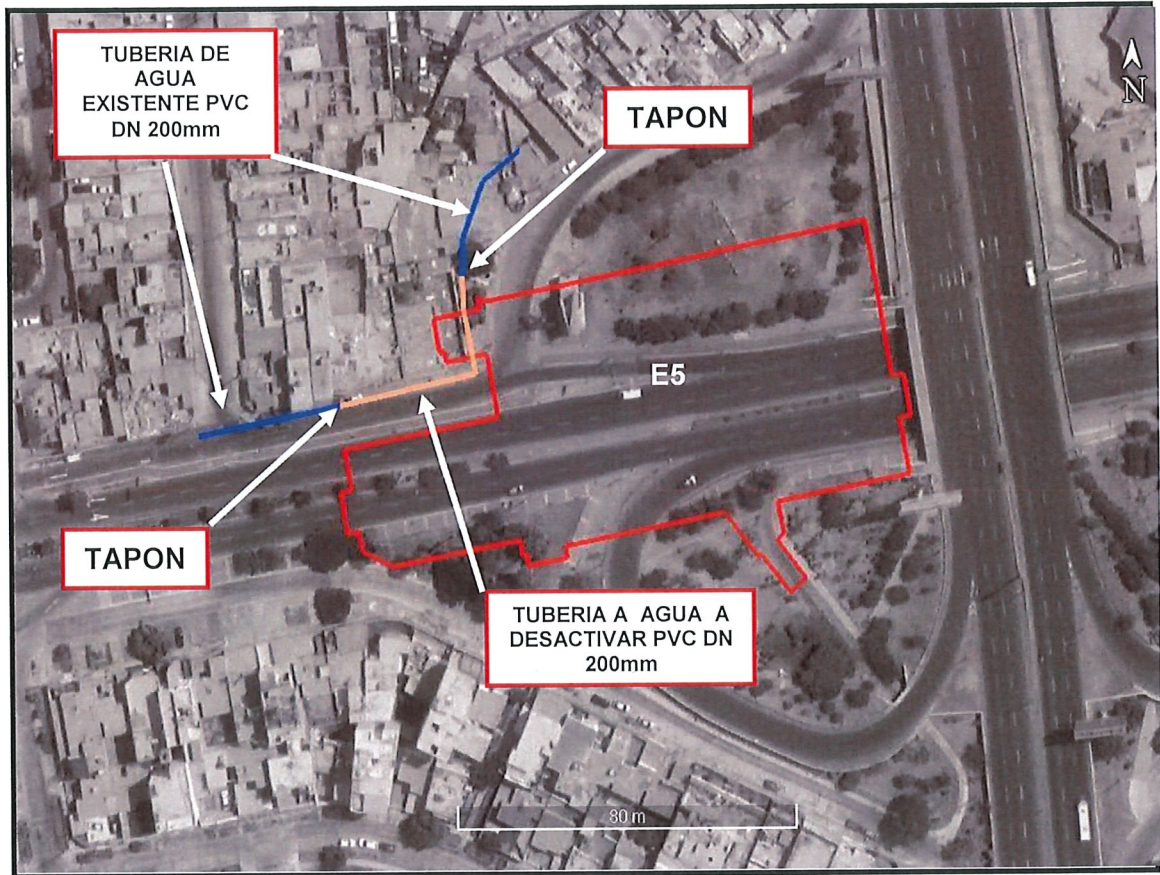 TUBERIA DE
AGUA
EXISTENTE PVC
DN 200mm
TAPON
N
E5
TAPON
TUBERIA A AGUA A
DESACTIVAR PVC DN
200mm
80 m